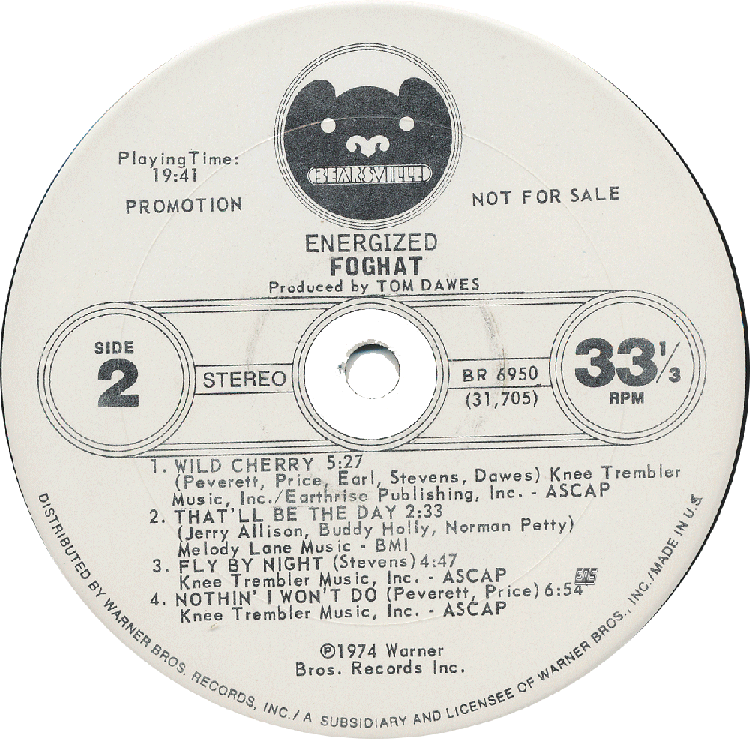 BEARSVILLE
Playing Time:
19:41
PROMOTION
NOT FOR SALE
ENERGIZED
FOGHAT
Produced by TOM DAWES
SIDE
2
STEREO
BR 6950
(31,705)
33 1/3
RPM
1. WILD CHERRY 5:27
(Peverett, Price, Earl, Stevens, Dawes) Knee Trembler
Music, Inc./Earthrise Publishing, Inc. - ASCAP
2. THAT'LL BE THE DAY 2:33
(Jerry Allison, Buddy Holly, Norman Petty)
Melody Lane Music - BMI
3. FLY BY NIGHT (Stevens) 4:47
Knee Trembler Music, Inc. - ASCAP
4. NOTHIN' I WON'T DO (Peverett, Price) 6:54
Knee Trembler Music, Inc. - ASCAP
℗1974 Warner
Bros. Records Inc.
DISTRIBUTED BY WARNER BROS. RECORDS, INC./A SUBSIDIARY AND LICENSEE OF WARNER BROS., INC./MADE IN U.S.